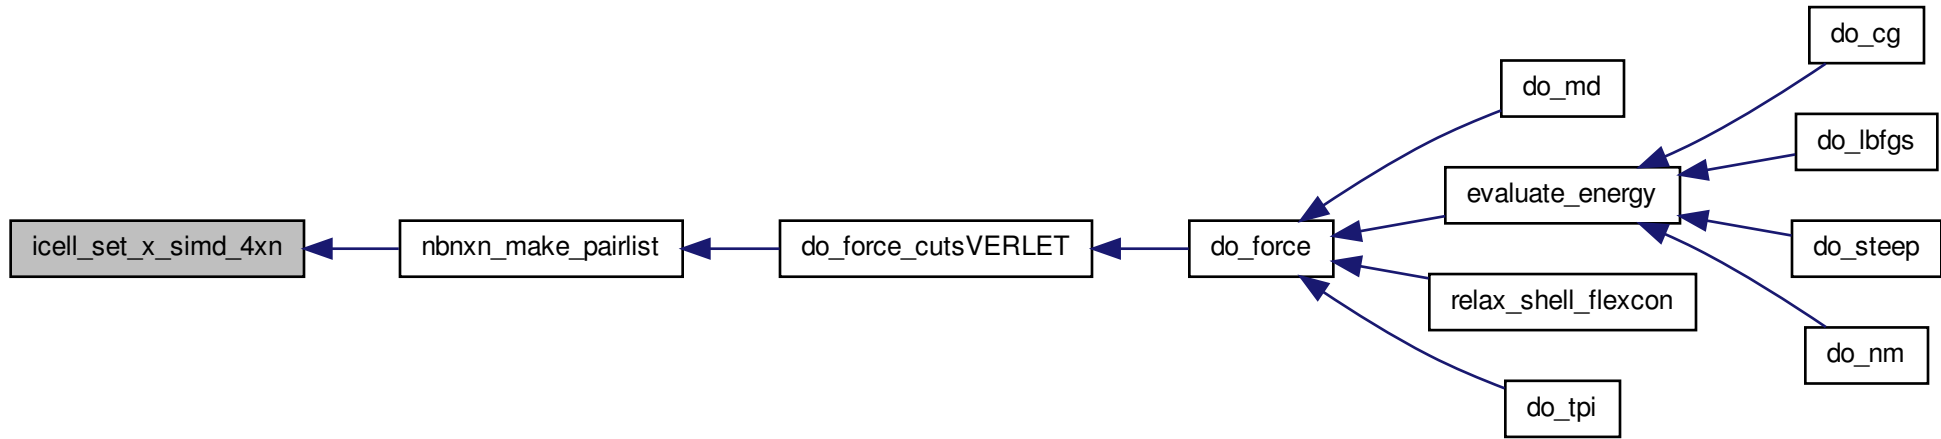 do_cg
do_md
do_lbfgs
evaluate_energy
icell_set_x_simd_4xn
nbnxn_make_pairlist
do_force_cutsVERLET
do_force
do_steep
relax_shell_flexcon
do_nm
do_tpi